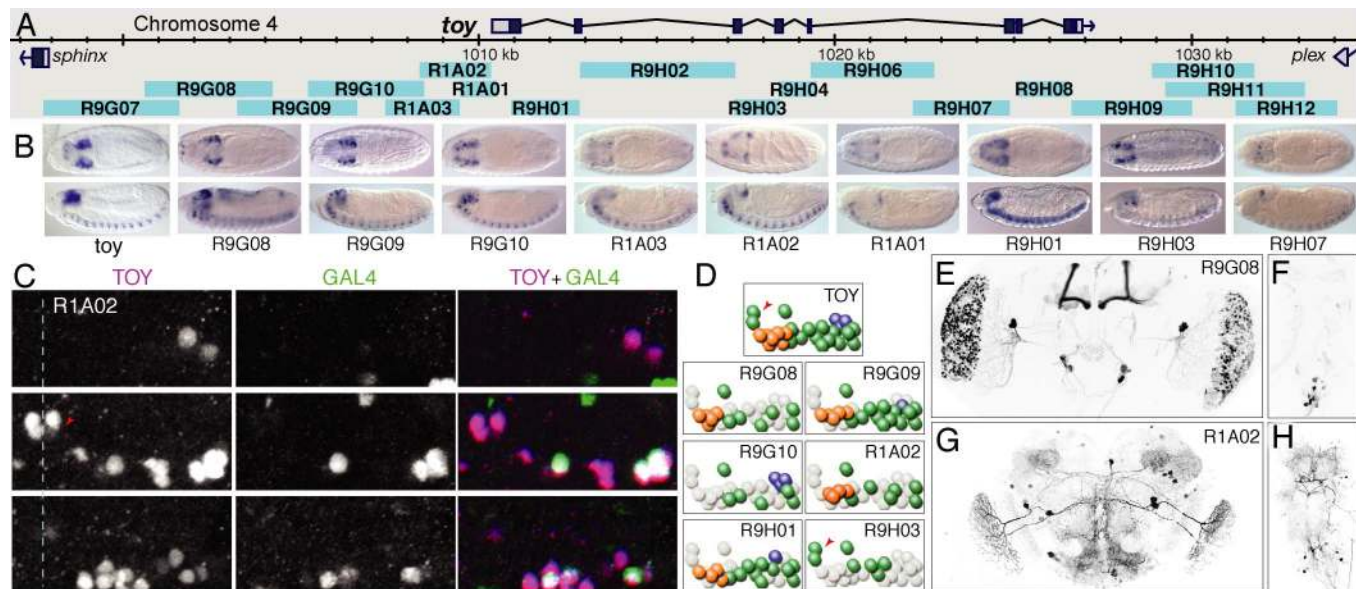 A Chromosome 4 toy
sphinx 1010 kb 1020 kb 1030 kb plex
R1A02 R9H02 R9H06 R9H10
R9G08 R9G10 R1A01 R9H04 R9H08 R9H11
R9G07 R9G09 R1A03 R9H01 R9H03 R9H07 R9H09 R9H12
B
toy R9G08 R9G09 R9G10 R1A03 R1A02 R1A01 R9H01 R9H03 R9H07
C TOY GAL4 TOY + GAL4
R1A02
D
TOY
R9G08 R9G09
R9G10 R1A02
R9H01 R9H03
E R9G08 F
G R1A02 H